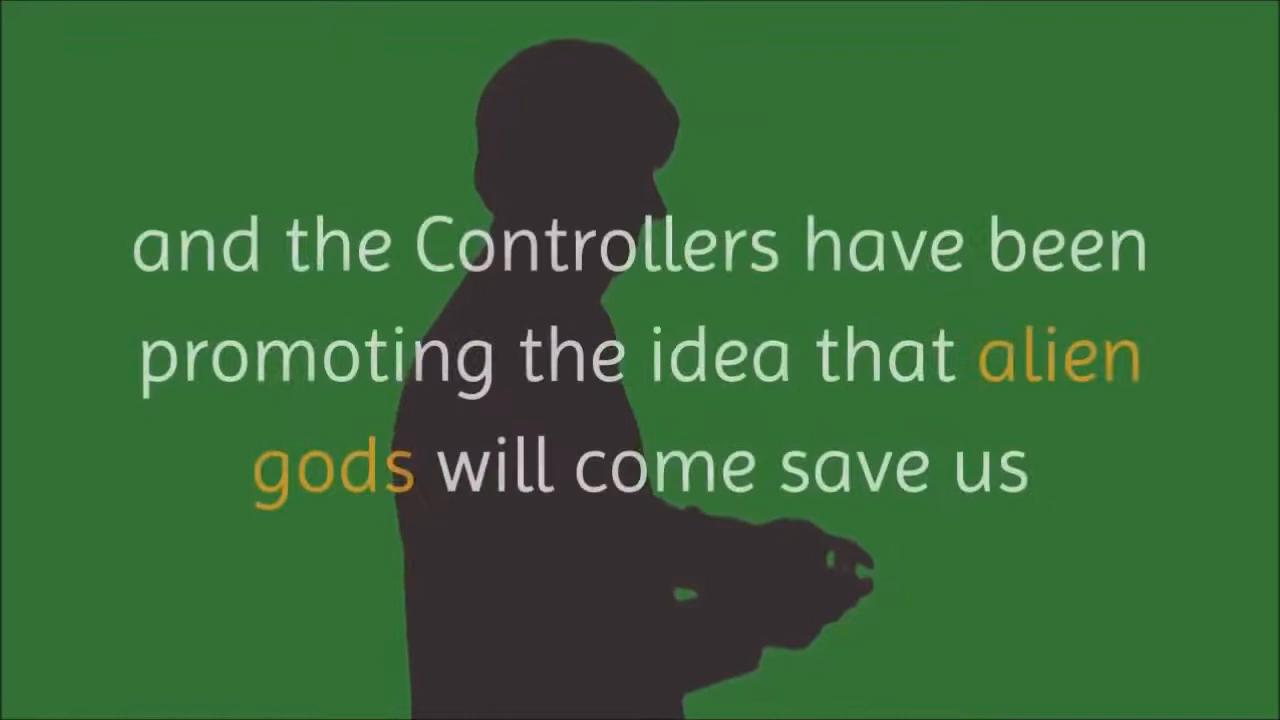 and the Controllers have been
promoting the idea that alien
gods will come save us